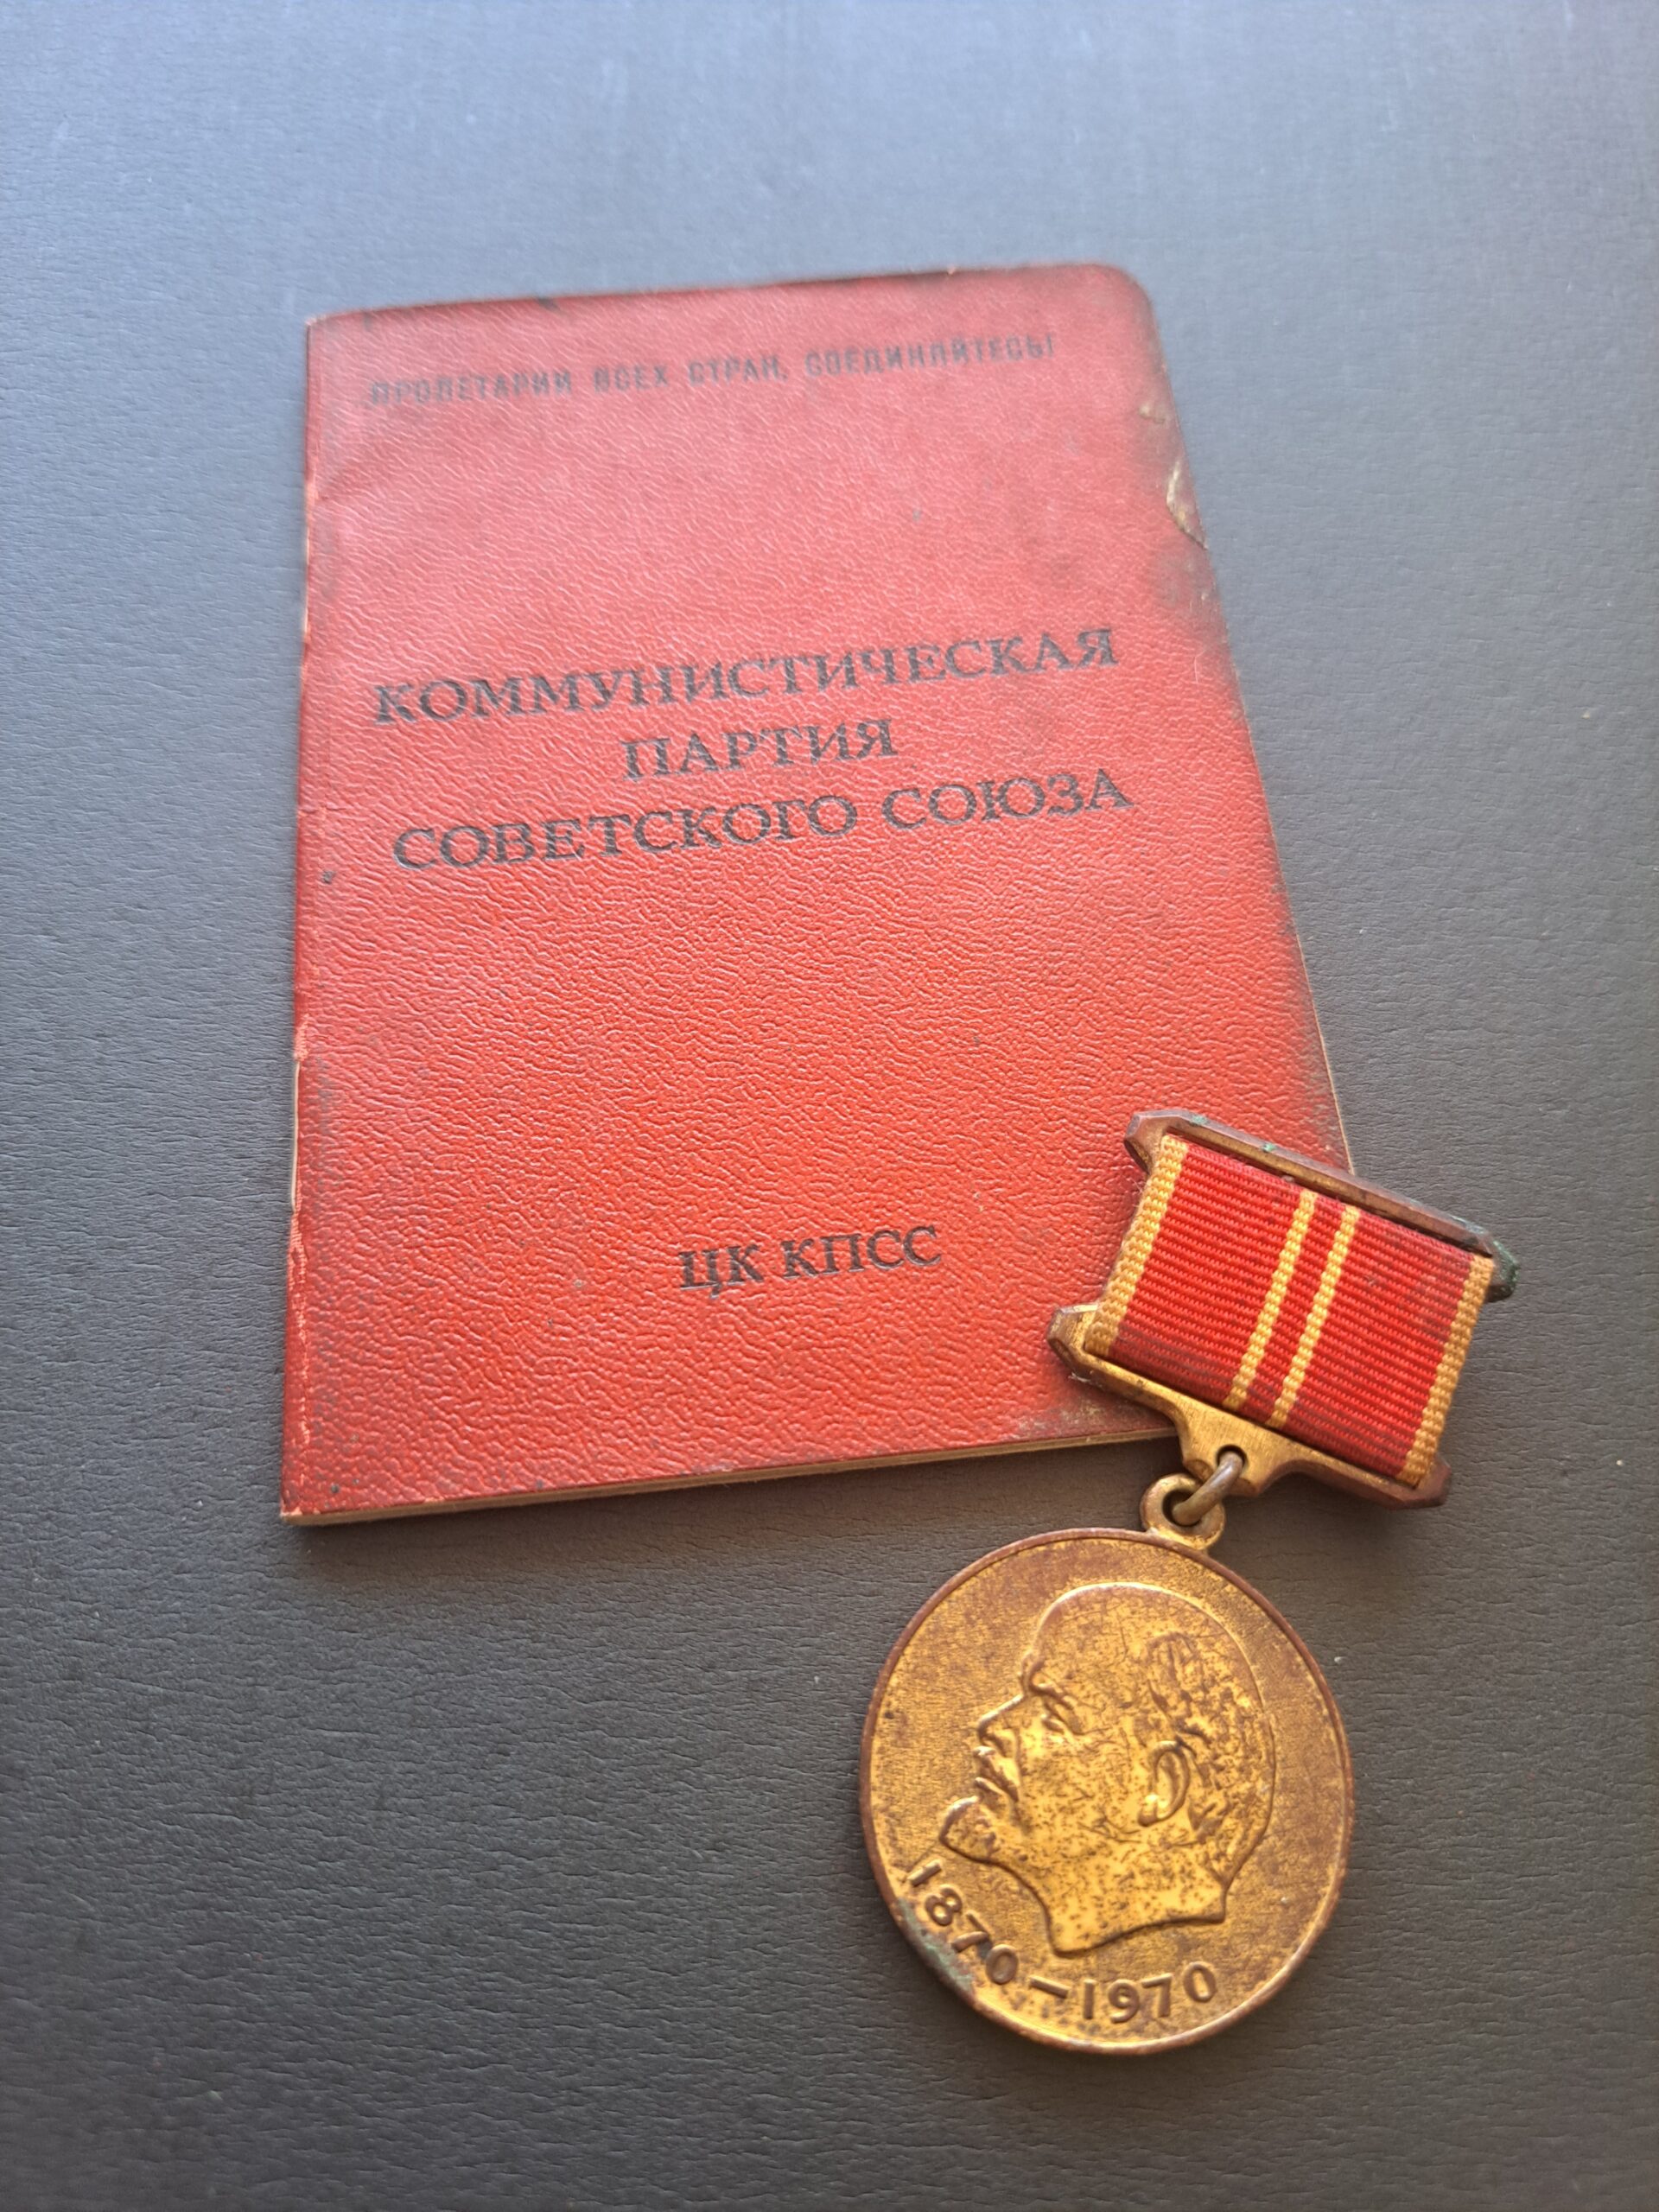 ПРОЛЕТАРИИ ВСЕХ СТРАН, СОЕДИНЯЙТЕСЬ!
КОММУНИСТИЧЕСКАЯ
ПАРТИЯ
СОВЕТСКОГО СОЮЗА
ЦК КПСС
1870–1970